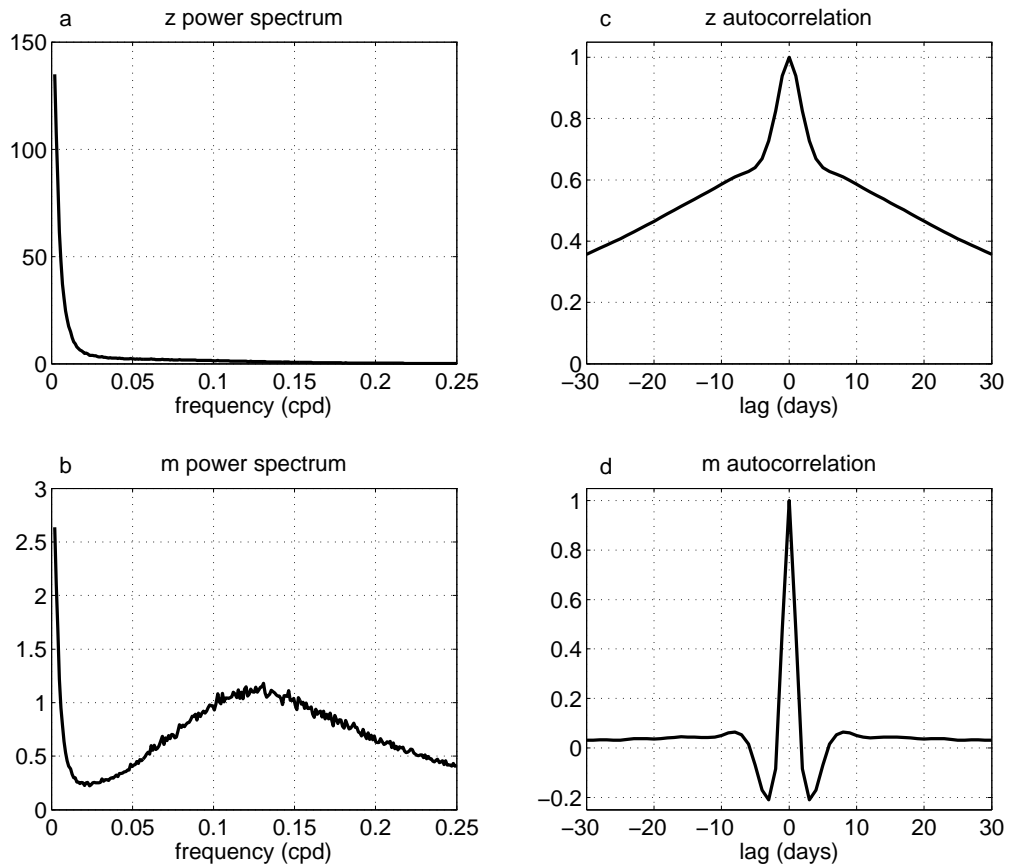 a z power spectrum
150
100
50
0
0 0.05 0.1 0.15 0.2 0.25
frequency (cpd)
c z autocorrelation
1
0.8
0.6
0.4
0.2
0
−30 −20 −10 0 10 20 30
lag (days)
b m power spectrum
3
2.5
2
1.5
1
0.5
0
0 0.05 0.1 0.15 0.2 0.25
frequency (cpd)
d m autocorrelation
1
0.8
0.6
0.4
0.2
0
−0.2
−30 −20 −10 0 10 20 30
lag (days)